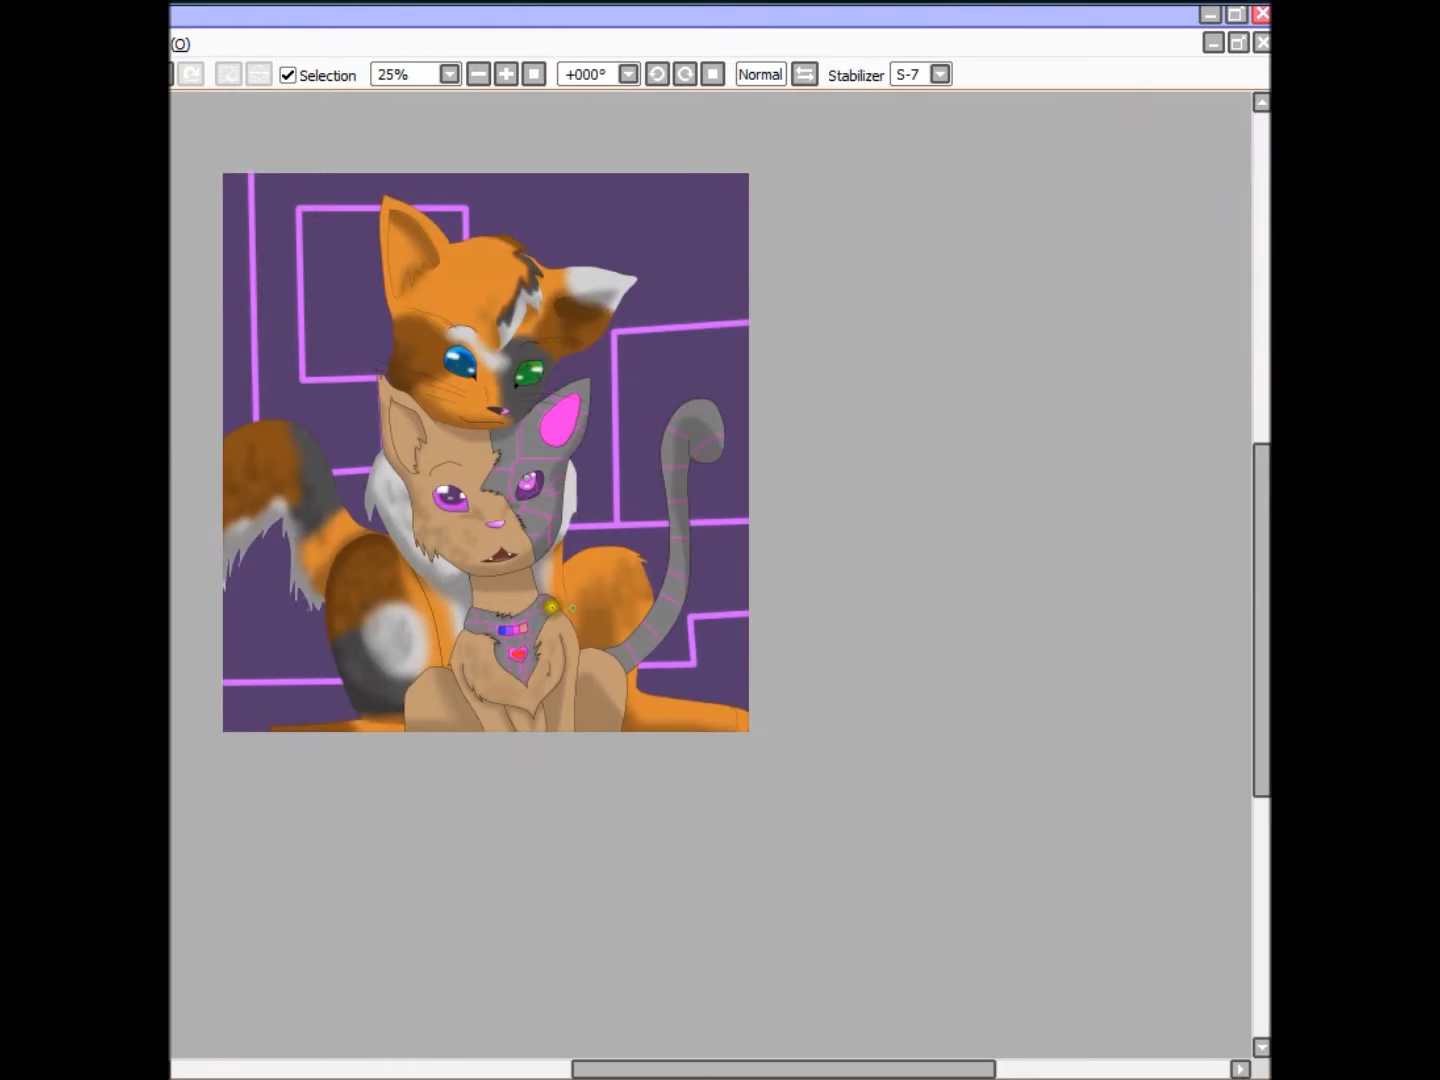 (O)
Selection 25% +000° Normal Stabilizer S-7